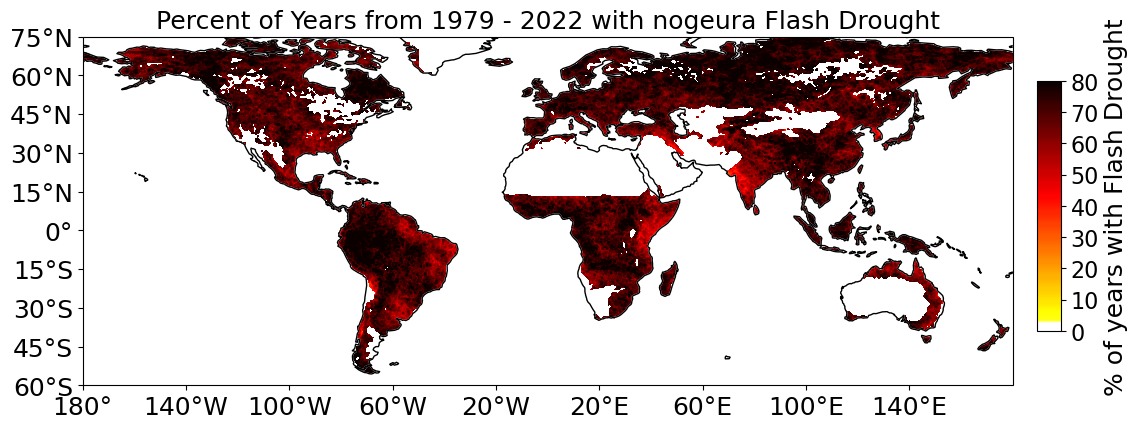 Percent of Years from 1979 - 2022 with nogeura Flash Drought
75°N
60°N
45°N
30°N
15°N
0°
15°S
30°S
45°S
60°S
180°
140°W
100°W
60°W
20°W
20°E
60°E
100°E
140°E
80
70
60
50
40
30
20
10
0
% of years with Flash Drought